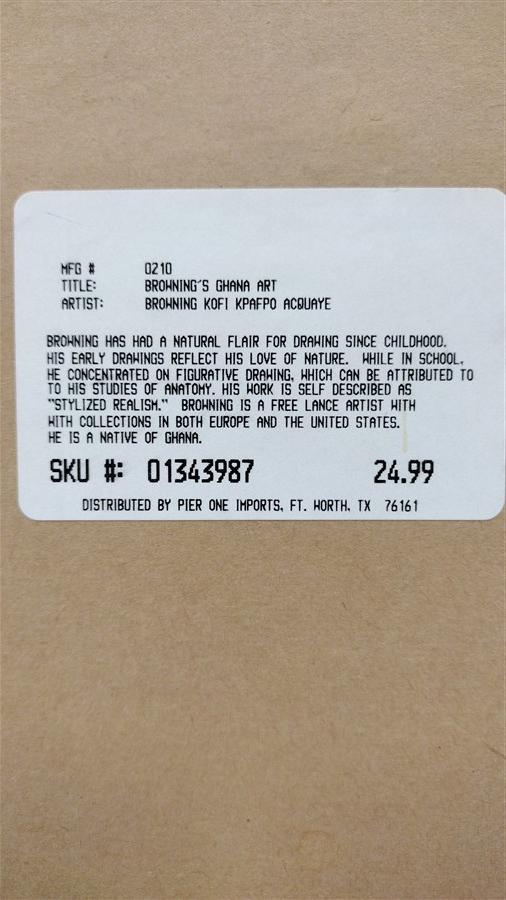 MFG # 0210
TITLE: BROWNING'S GHANA ART
ARTIST: BROWNING KOFI KPAFPO ACQUAYE
BROWNING HAS HAD A NATURAL FLAIR FOR DRAWING SINCE CHILDHOOD.
HIS EARLY DRAWINGS REFLECT HIS LOVE OF NATURE. WHILE IN SCHOOL,
HE CONCENTRATED ON FIGURATIVE DRAWING, WHICH CAN BE ATTRIBUTED TO
TO HIS STUDIES OF ANATOMY. HIS WORK IS SELF DESCRIBED AS
"STYLIZED REALISM." BROWNING IS A FREE LANCE ARTIST WITH
WITH COLLECTIONS IN BOTH EUROPE AND THE UNITED STATES.
HE IS A NATIVE OF GHANA.
SKU #: 01343987 24.99
DISTRIBUTED BY PIER ONE IMPORTS, FT. WORTH, TX 76161